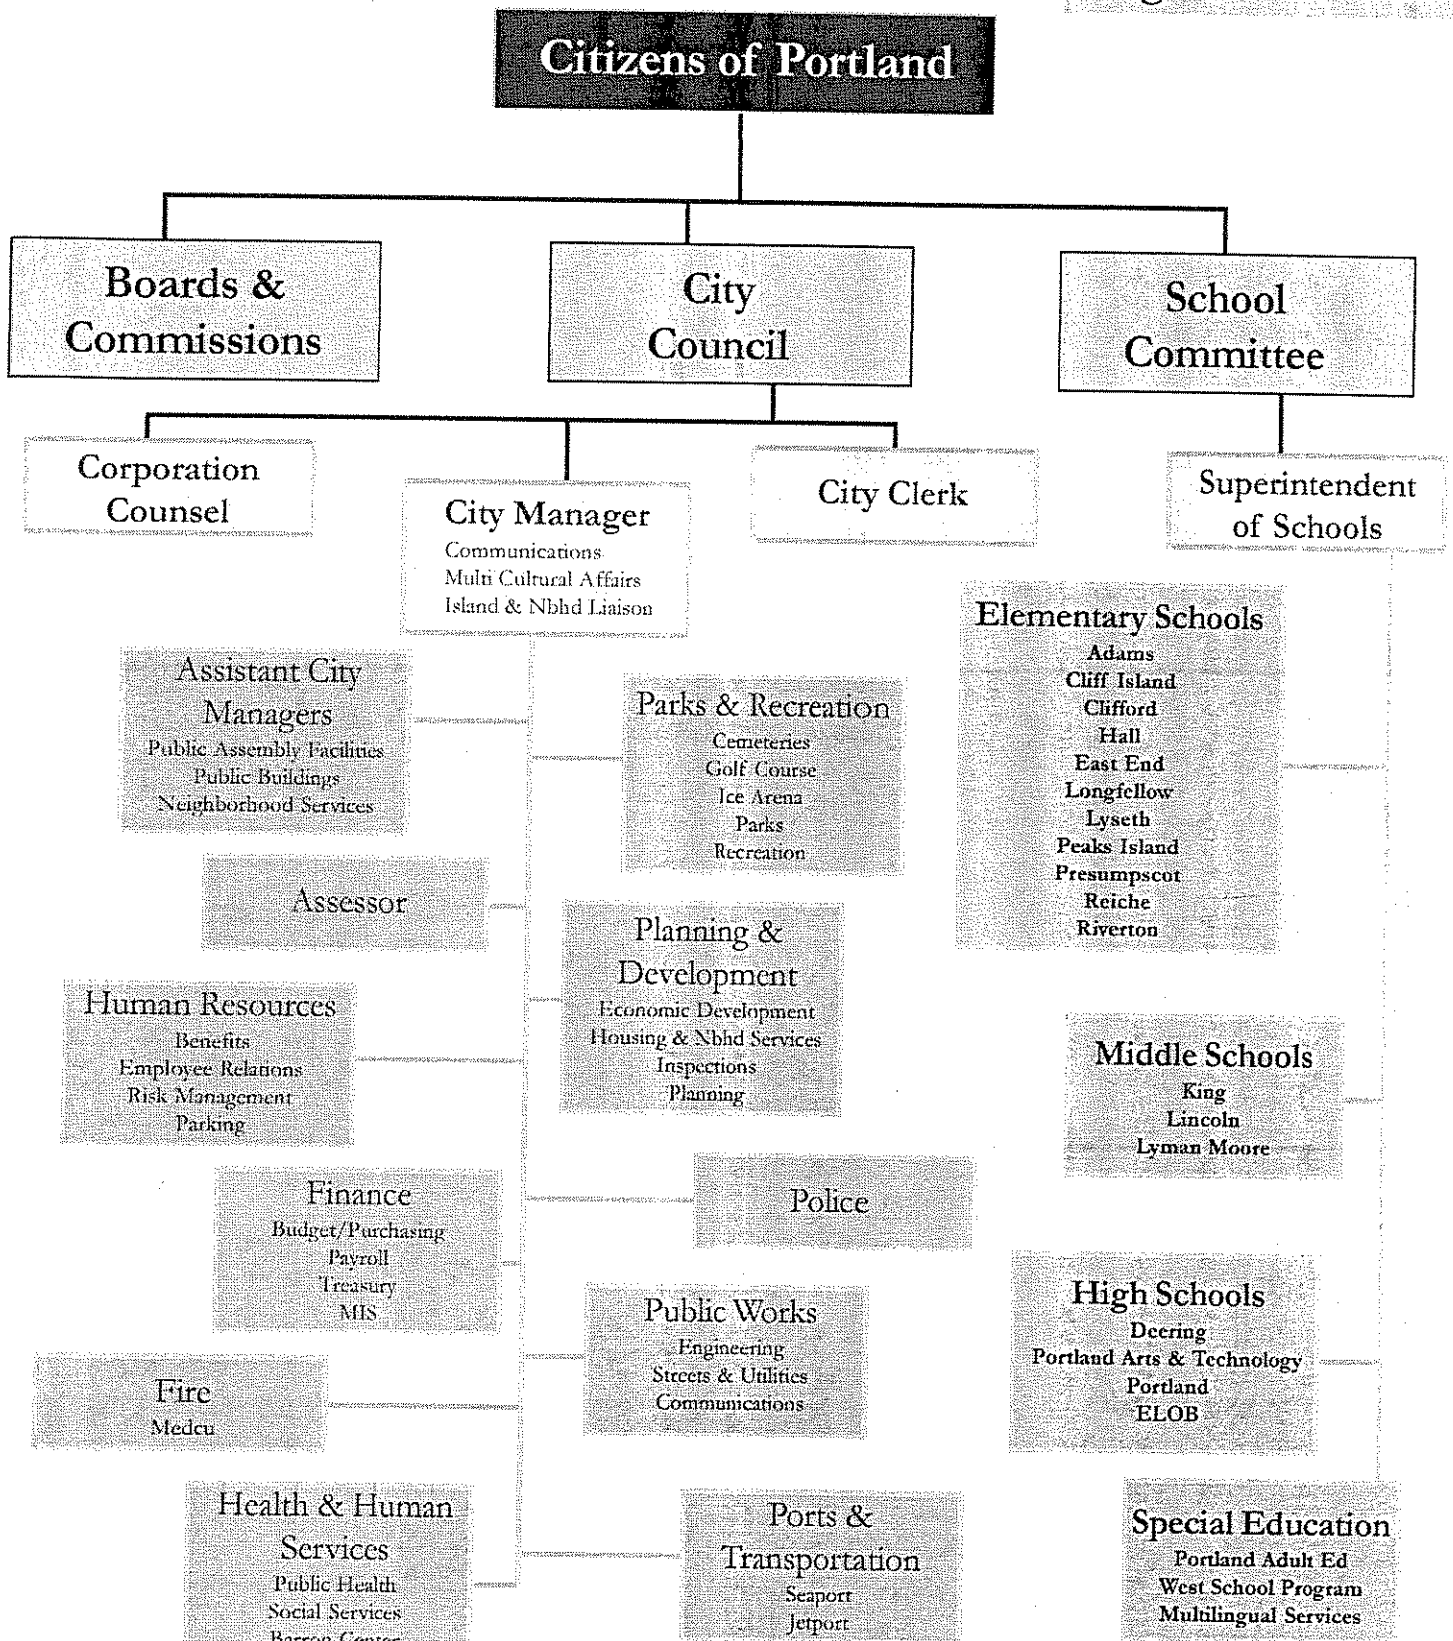 Citizens of Portland
Boards &
Commissions
City
Council
School
Committee
Corporation
Counsel
City Manager
Communications
Multi Cultural Affairs
Island & Nbhd Liaison
City Clerk
Superintendent
of Schools
Assistant City
Managers
Public Assembly Facilities
Public Buildings
Neighborhood Services
Parks & Recreation
Cemeteries
Golf Course
Ice Arena
Parks
Recreation
Elementary Schools
Adams
Cliff Island
Clifford
Hall
East End
Longfellow
Lyseth
Peaks Island
Presumpscot
Reiche
Riverton
Assessor
Planning &
Development
Economic Development
Housing & Nbhd Services
Inspections
Planning
Human Resources
Benefits
Employee Relations
Risk Management
Parking
Middle Schools
King
Lincoln
Lyman Moore
Finance
Budget/Purchasing
Payroll
Treasury
MIS
Police
Public Works
Engineering
Streets & Utilities
Communications
High Schools
Deering
Portland Arts & Technology
Portland
ELOB
Fire
Medcu
Health & Human
Services
Public Health
Social Services
Barron Center
Ports &
Transportation
Seaport
Jetport
Special Education
Portland Adult Ed
West School Program
Multilingual Services